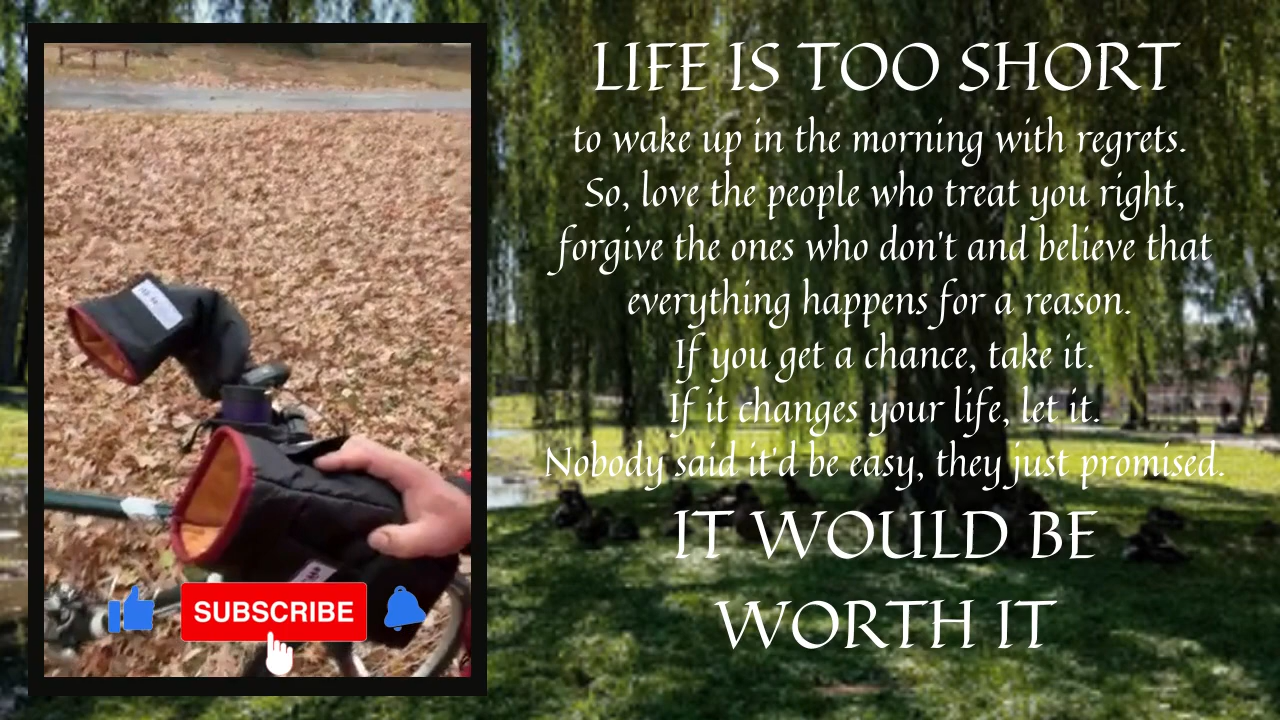 LIFE IS TOO SHORT
to wake up in the morning with regrets.
So, love the people who treat you right,
forgive the ones who don't and believe that
everything happens for a reason.
If you get a chance, take it.
If it changes your life, let it.
Nobody said it'd be easy, they just promised.
IT WOULD BE
WORTH IT
SUBSCRIBE